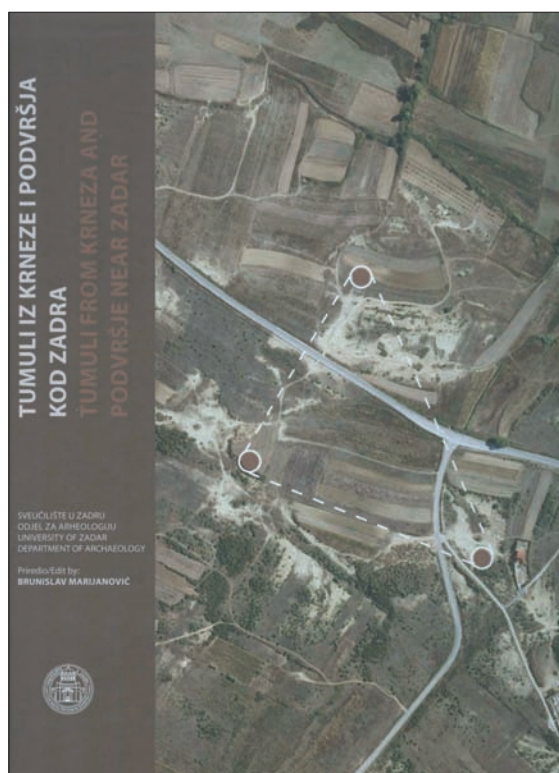 TUMULI IZ KRNEZE I PODVRŠJA
KOD ZADRA
TUMULI FROM KRNEZA AND
PODVRŠJE NEAR ZADAR
SVEUČILIŠTE U ZADRU
ODJEL ZA ARHEOLOGIJU
UNIVERSITY OF ZADAR
DEPARTMENT OF ARCHAEOLOGY
Priredio/Edit by:
BRUNISLAV MARIJANOVIĆ